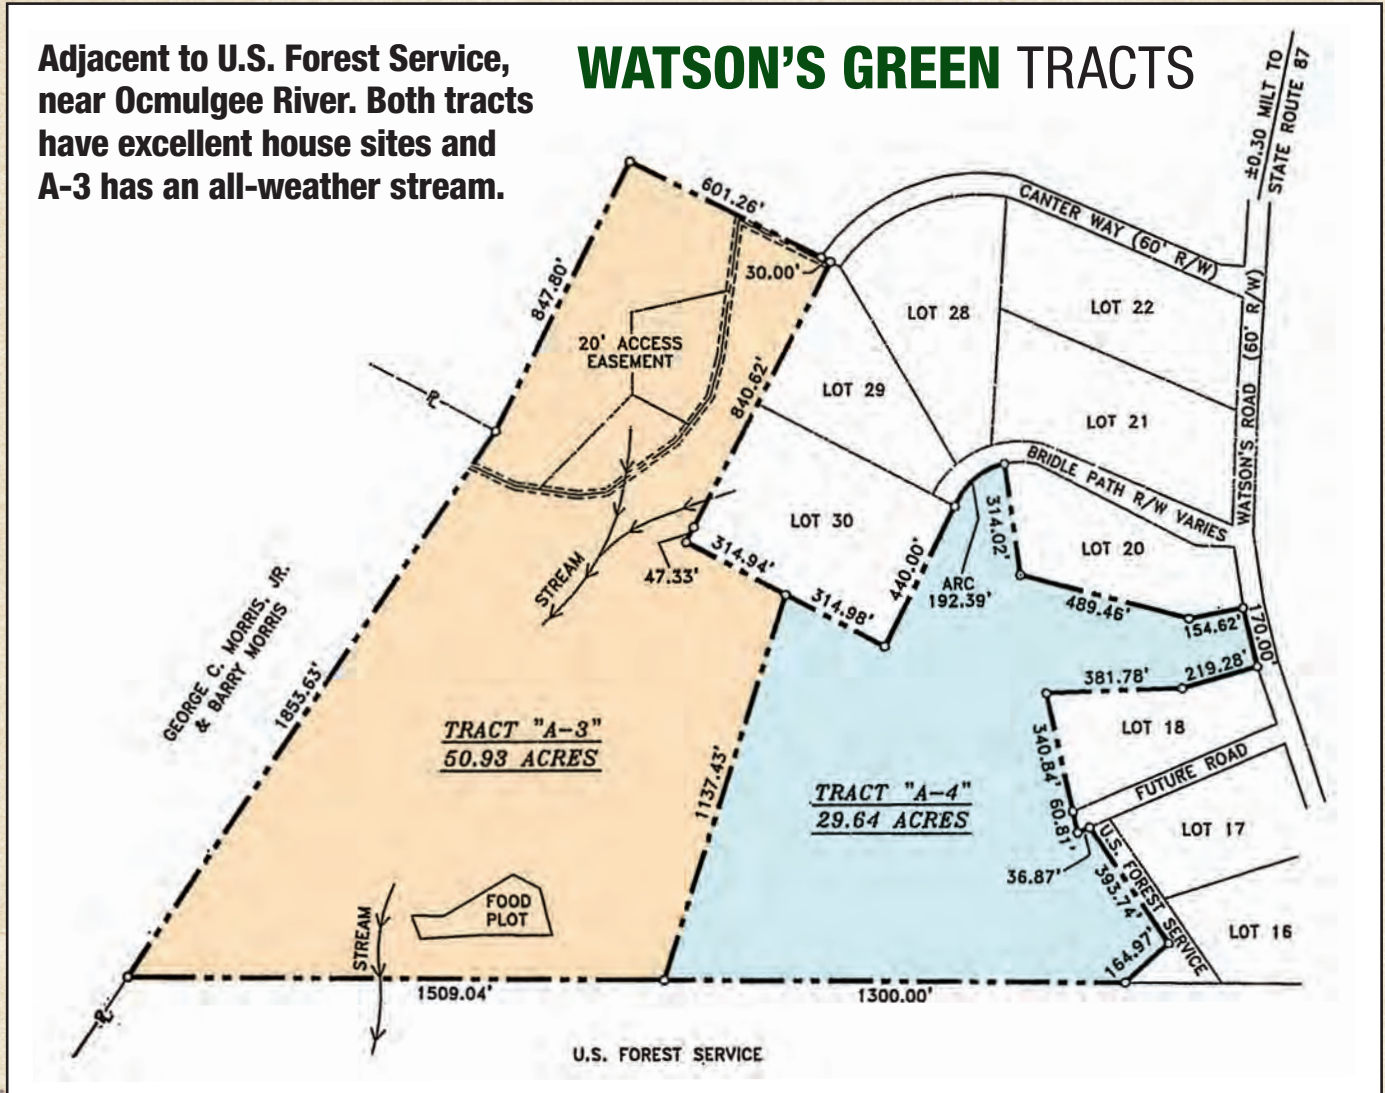 Adjacent to U.S. Forest Service,
near Ocmulgee River. Both tracts
have excellent house sites and
A-3 has an all-weather stream.
WATSON'S GREEN TRACTS
±0.30 MILT TO
STATE ROUTE 87
601.26'
CANTER WAY (60' R/W)
30.00'
847.80'
LOT 28
LOT 22
WATSON'S ROAD (60' R/W)
20' ACCESS
EASEMENT
840.62'
LOT 29
LOT 21
BRIDLE PATH R/W VARIES
314.02'
LOT 30
LOT 20
314.94'
47.33'
STREAM
440.00'
ARC
192.39'
314.98'
489.46'
154.62'
170.00'
GEORGE C. MORRIS, JR.
& BARRY MORRIS
1853.63'
381.78'
219.28'
TRACT "A-3"
50.93 ACRES
LOT 18
340.84'
FUTURE ROAD
1137.43'
TRACT "A-4"
29.64 ACRES
60.81'
LOT 17
36.87'
U.S. FOREST SERVICE
393.74'
FOOD
PLOT
STREAM
LOT 16
164.97'
1509.04'
1300.00'
U.S. FOREST SERVICE